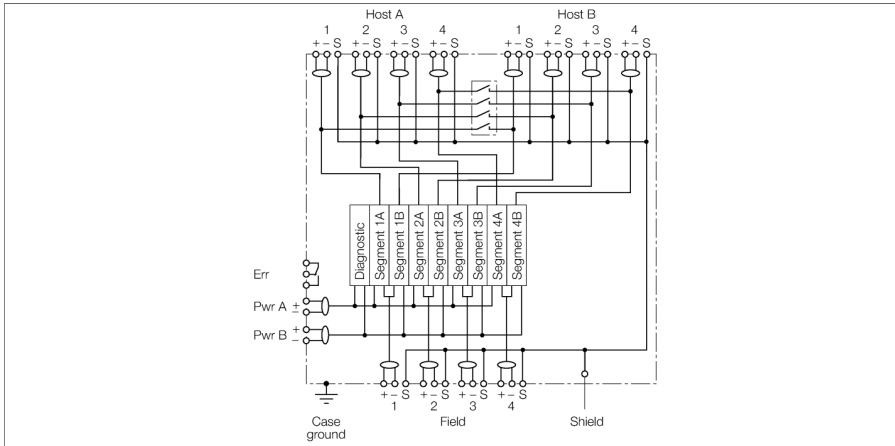 Host A
Host B
1 2 3 4 1 2 3 4
+ − S + − S + − S + − S + − S + − S + − S + − S
Diagnostic
Segment 1A
Segment 1B
Segment 2A
Segment 2B
Segment 3A
Segment 3B
Segment 4A
Segment 4B
Err
Pwr A + −
Pwr B + −
+ − S + − S + − S + − S
1 2 3 4
Case ground
Field
Shield